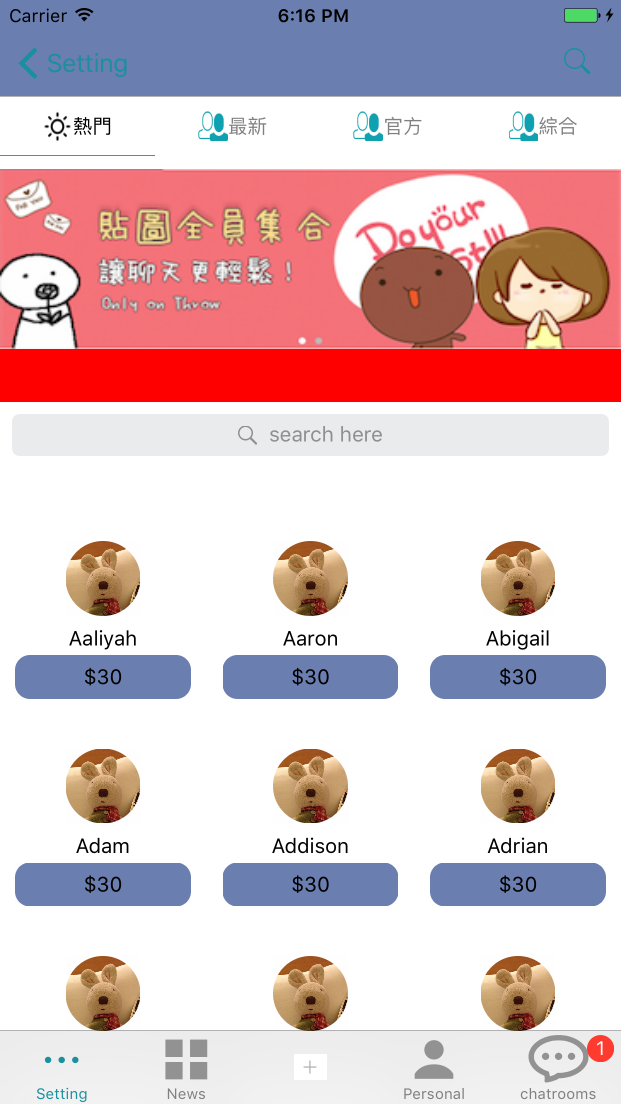 Carrier 6:16 PM
Setting
熱門 最新 官方 綜合
貼圖全員集合
讓聊天更輕鬆！
Only on Throw
Do your
st!!!
FOR YOU
search here
Aaliyah Aaron Abigail
$30 $30 $30
Adam Addison Adrian
$30 $30 $30
1
Setting News Personal chatrooms